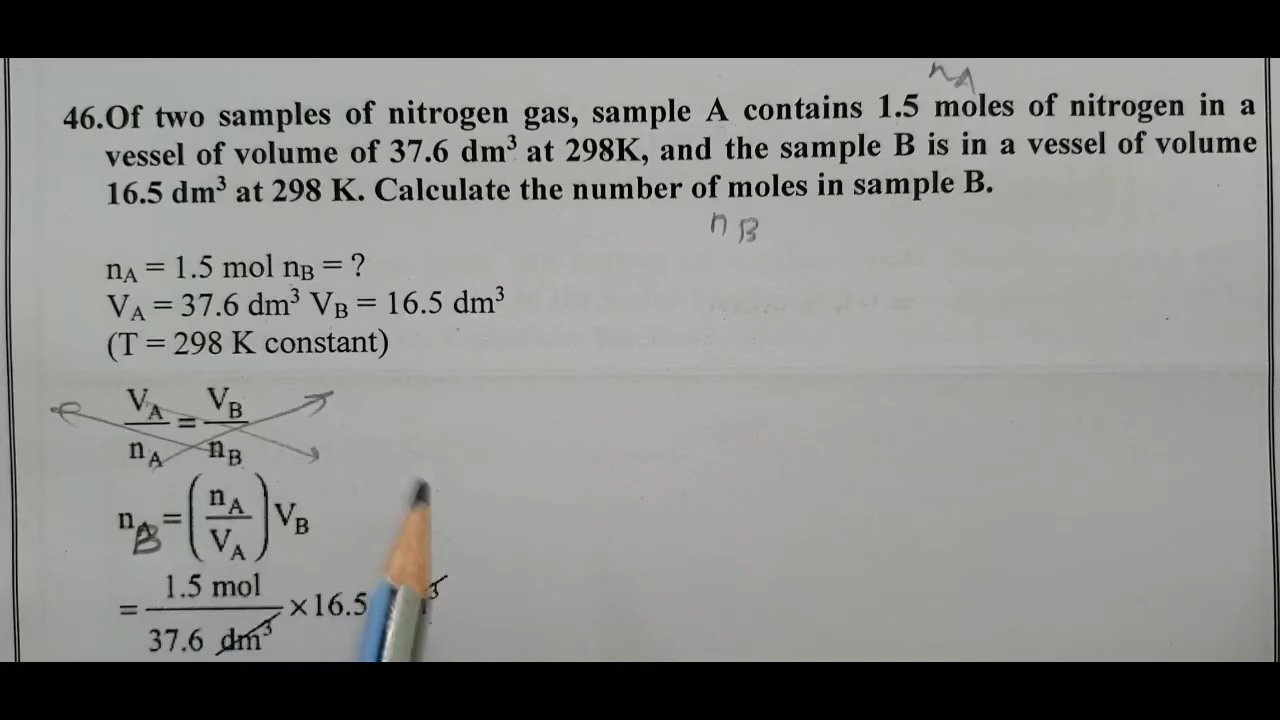 nA
46.Of two samples of nitrogen gas, sample A contains 1.5 moles of nitrogen in a
vessel of volume of 37.6 dm³ at 298K, and the sample B is in a vessel of volume
16.5 dm³ at 298 K. Calculate the number of moles in sample B.
nB
nA = 1.5 mol nB = ?
VA = 37.6 dm³ VB = 16.5 dm³
(T = 298 K constant)
VA/nA = VB/nB
nB = (nA/VA) VB
= 1.5 mol/37.6 dm³ ×16.5